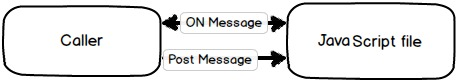 Caller
ON Message
Post Message
JavaScript file